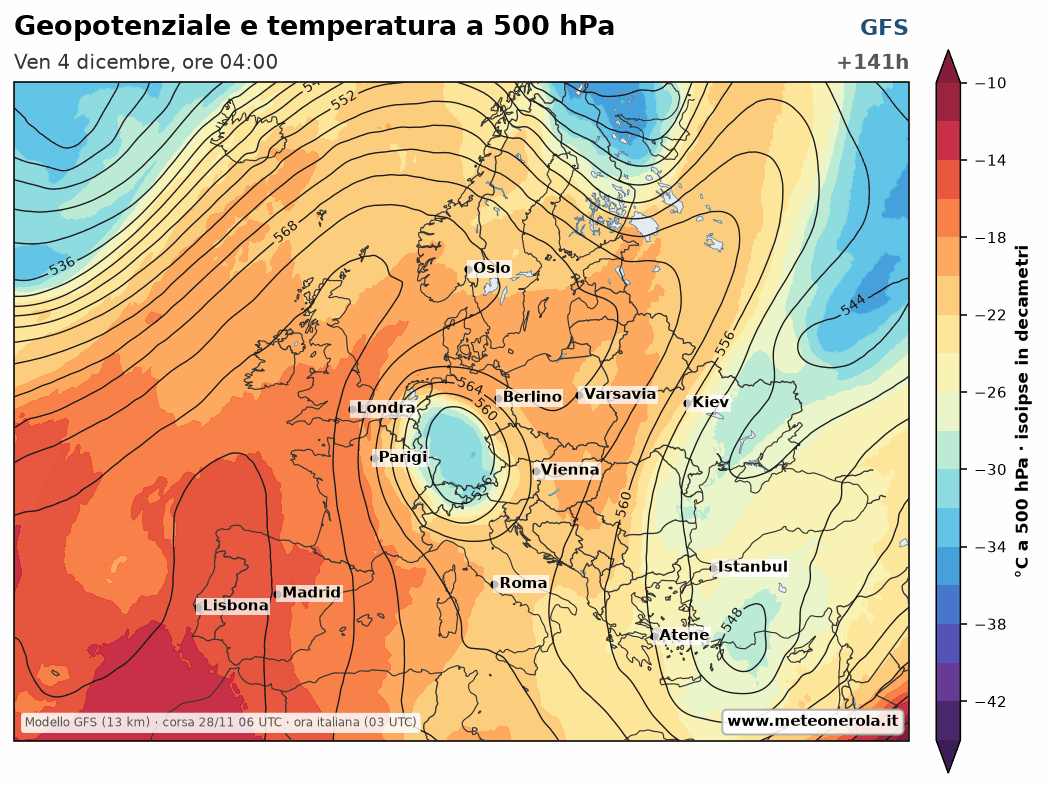 Geopotenziale e temperatura a 500 hPa
GFS
Ven 4 dicembre, ore 04:00
+141h
552
568
536
544
556
564
560
556
560
548
Oslo
Londra
Berlino
Varsavia
Kiev
Parigi
Vienna
Istanbul
Roma
Madrid
Lisbona
Atene
−10
−14
−18
−22
−26
−30
−34
−38
−42
°C a 500 hPa · isoipse in decametri
Modello GFS (13 km) · corsa 28/11 06 UTC · ora italiana (03 UTC)
www.meteonerola.it